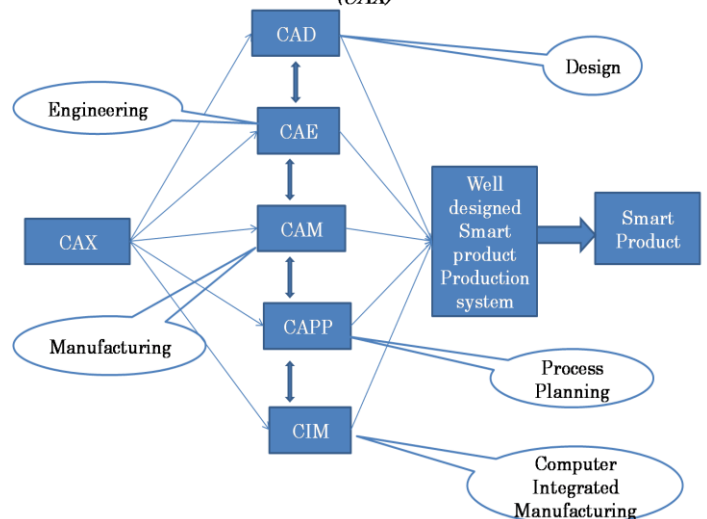 (CAX)
CAD
Design
Engineering
CAE
Well
designed
Smart
product
Production
system
Smart
Product
CAX
CAM
Manufacturing
CAPP
Process
Planning
CIM
Computer
Integrated
Manufacturing